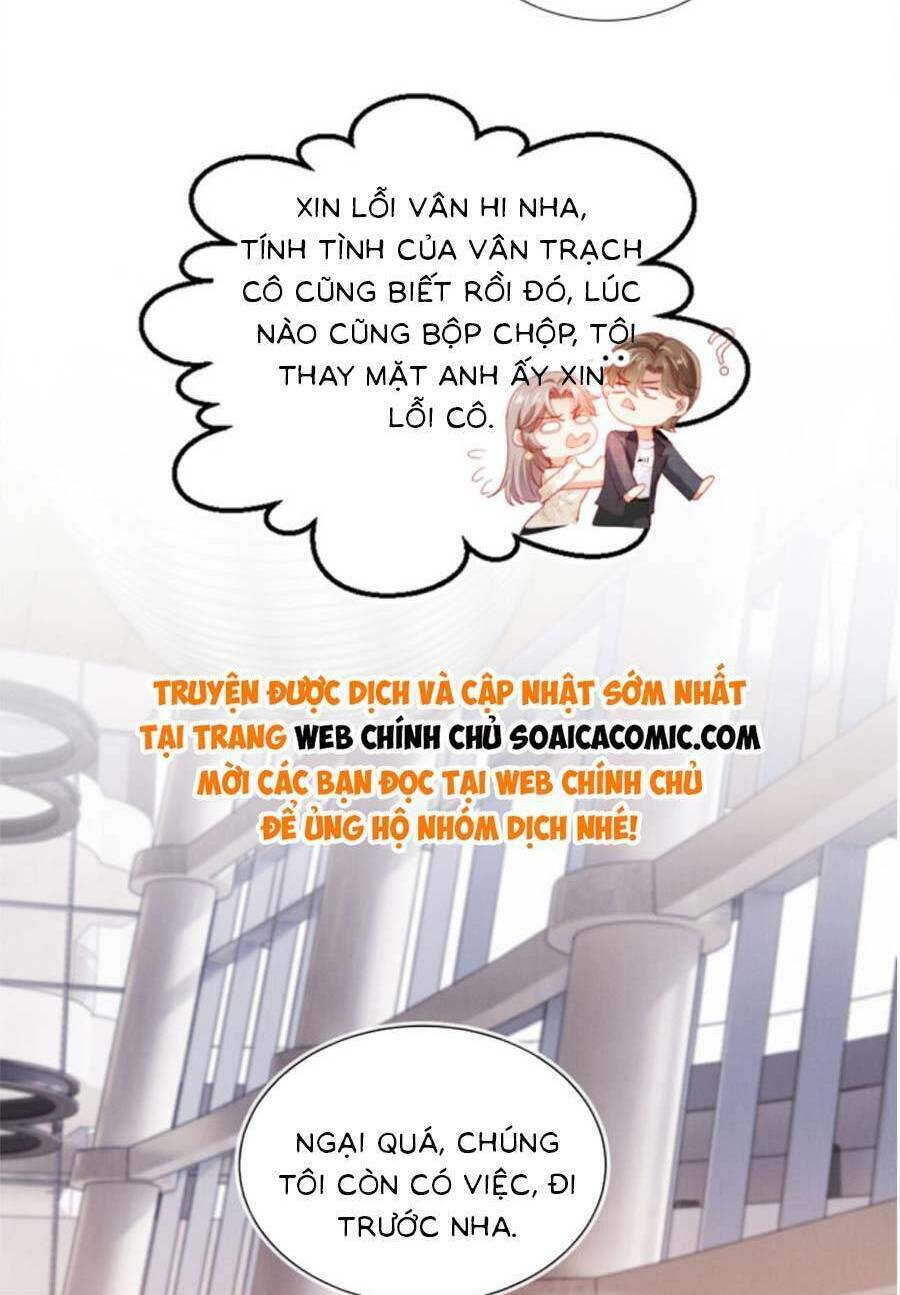 XIN LỖI VÂN HI NHA,
TÍNH TÌNH CỦA VÂN TRẠCH
CÔ CŨNG BIẾT RỒI ĐÓ, LÚC
NÀO CŨNG BỘP CHỘP, TÔI
THAY MẶT ANH ẤY XIN
LỖI CÔ.
...?
TRUYỆN ĐƯỢC DỊCH VÀ CẬP NHẬT SỚM NHẤT
TẠI TRANG WEB CHÍNH CHỦ SOAICACOMIC.COM
MỜI CÁC BẠN ĐỌC TẠI WEB CHÍNH CHỦ
ĐỂ ỦNG HỘ NHÓM DỊCH NHÉ!
NGẠI QUÁ, CHÚNG
TÔI CÒN CÓ VIỆC, ĐI
TRƯỚC NHA.